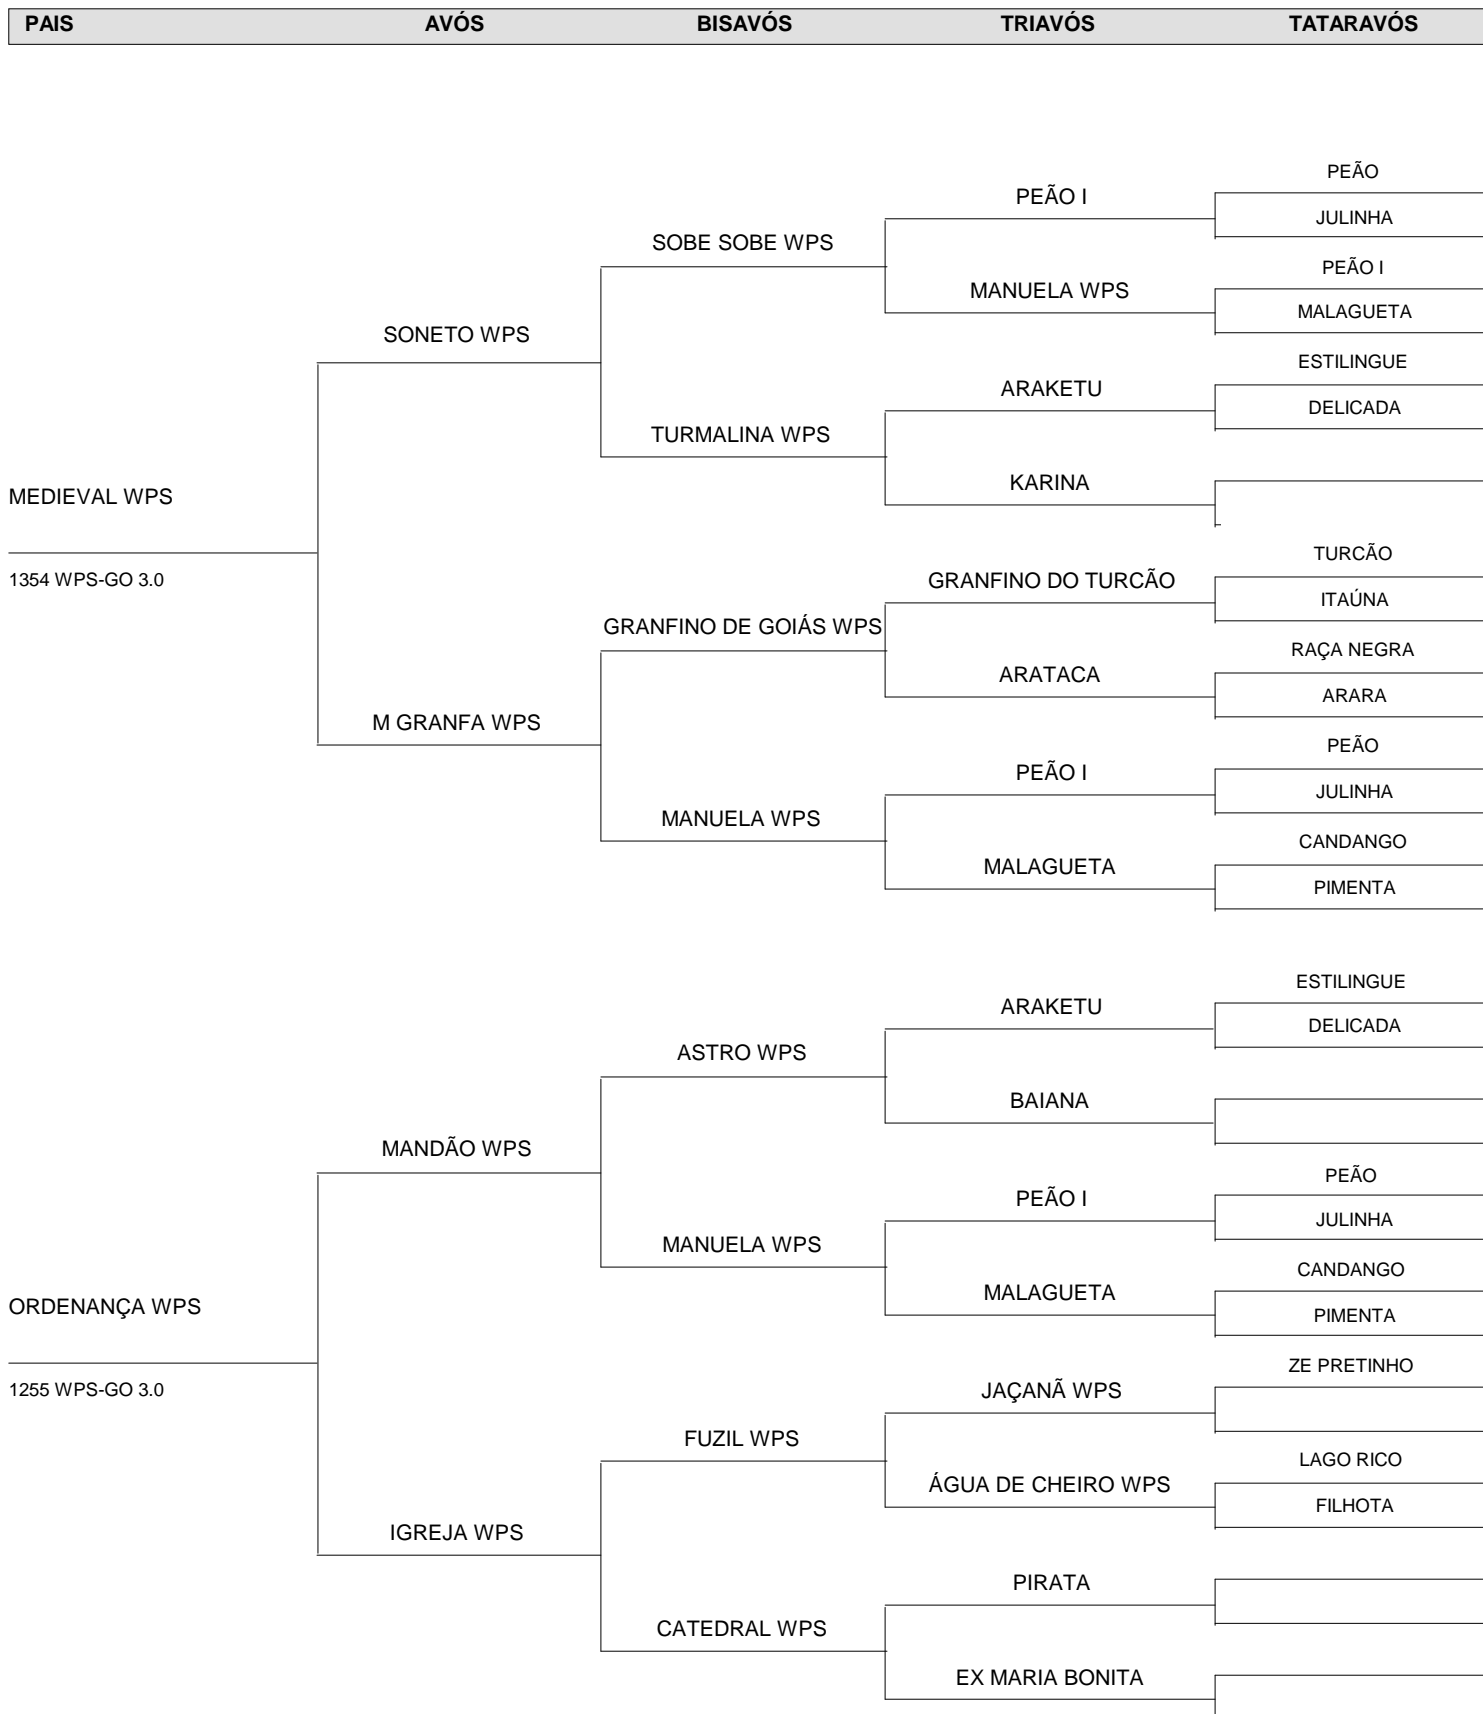 PAIS AVÓS BISAVÓS TRIAVÓS TATARAVÓS
PEÃO
PEÃO I
JULINHA
SOBE SOBE WPS
PEÃO I
MANUELA WPS
MALAGUETA
SONETO WPS
ESTILINGUE
ARAKETU
DELICADA
TURMALINA WPS
KARINA
MEDIEVAL WPS
TURCÃO
1354 WPS-GO 3.0
GRANFINO DO TURCÃO
ITAÚNA
GRANFINO DE GOIÁS WPS
RAÇA NEGRA
ARATACA
ARARA
M GRANFA WPS
PEÃO
PEÃO I
JULINHA
MANUELA WPS
CANDANGO
MALAGUETA
PIMENTA
ESTILINGUE
ARAKETU
DELICADA
ASTRO WPS
BAIANA
MANDÃO WPS
PEÃO
PEÃO I
JULINHA
MANUELA WPS
CANDANGO
MALAGUETA
ORDENANÇA WPS
PIMENTA
ZE PRETINHO
1255 WPS-GO 3.0
JAÇANÃ WPS
FUZIL WPS
LAGO RICO
ÁGUA DE CHEIRO WPS
FILHOTA
IGREJA WPS
PIRATA
CATEDRAL WPS
EX MARIA BONITA